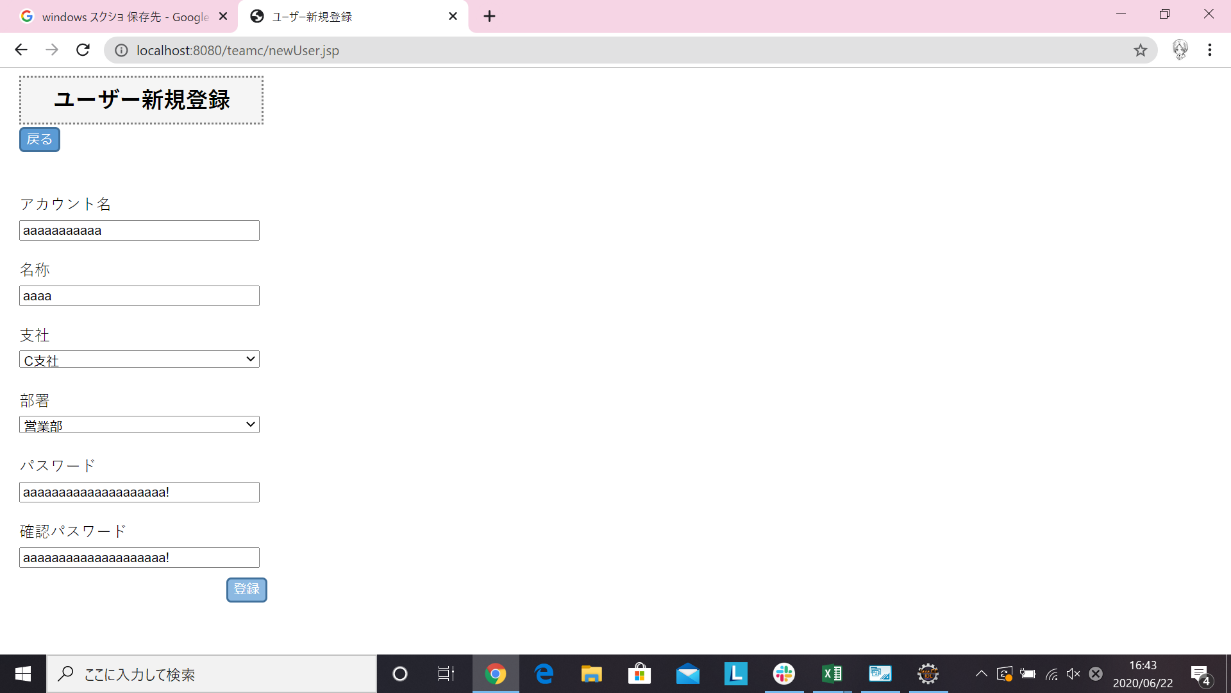 windows スクショ 保存先 - Google
ユーザー新規登録
localhost:8080/teamc/newUser.jsp
ユーザー新規登録
戻る
アカウント名
aaaaaaaaaaa
名称
aaaa
支社
C支社
部署
営業部
パスワード
aaaaaaaaaaaaaaaaaaaa!
確認パスワード
aaaaaaaaaaaaaaaaaaaa!
登録
ここに入力して検索
16:43
2020/06/22
4